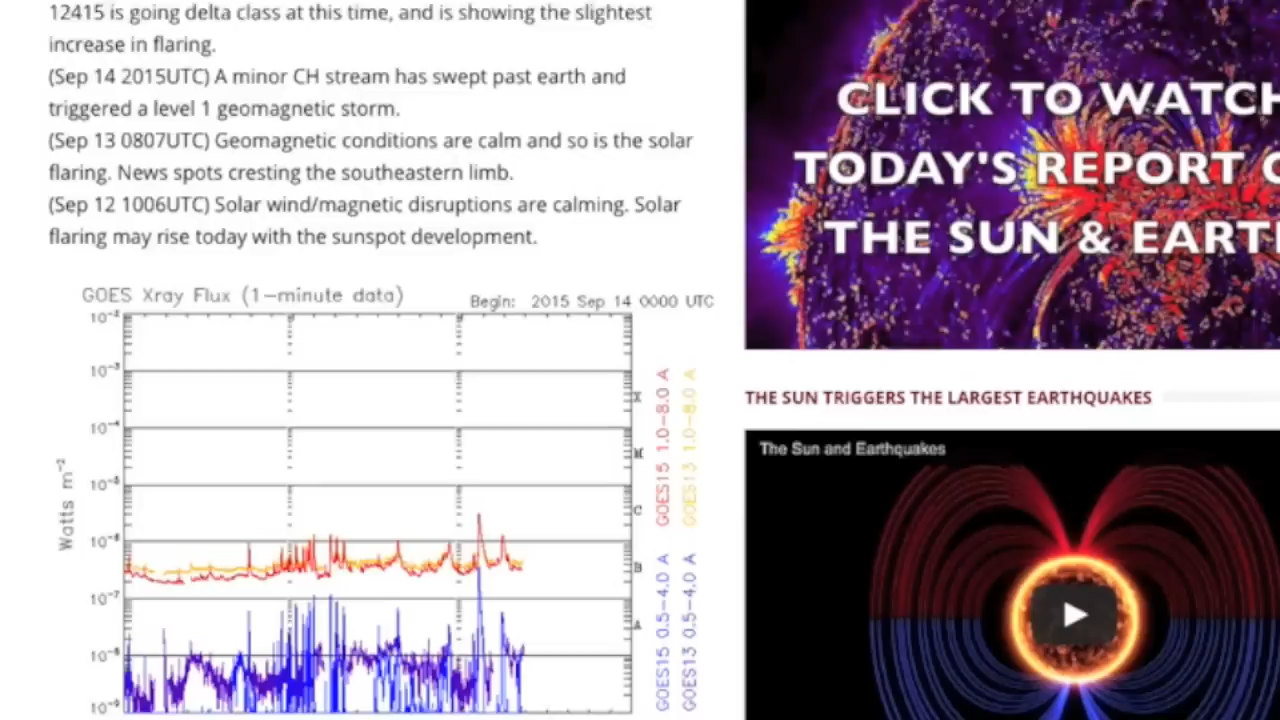 12415 is going delta class at this time, and is showing the slightest
increase in flaring.
(Sep 14 2015UTC) A minor CH stream has swept past earth and
triggered a level 1 geomagnetic storm.
(Sep 13 0807UTC) Geomagnetic conditions are calm and so is the solar
flaring. News spots cresting the southeastern limb.
(Sep 12 1006UTC) Solar wind/magnetic disruptions are calming. Solar
flaring may rise today with the sunspot development.
GOES Xray Flux (1-minute data)
Begin: 2015 Sep 14 0000 UTC
10-2
10-3
10-4
10-5
10-6
10-7
10-8
10-9
Watts m-2
X
M
C
B
A
GOES15 1.0-8.0 A
GOES13 1.0-8.0 A
GOES15 0.5-4.0 A
GOES13 0.5-4.0 A
CLICK TO WATCH
TODAY'S REPORT
THE SUN & EART
THE SUN TRIGGERS THE LARGEST EARTHQUAKES
The Sun and Earthquakes